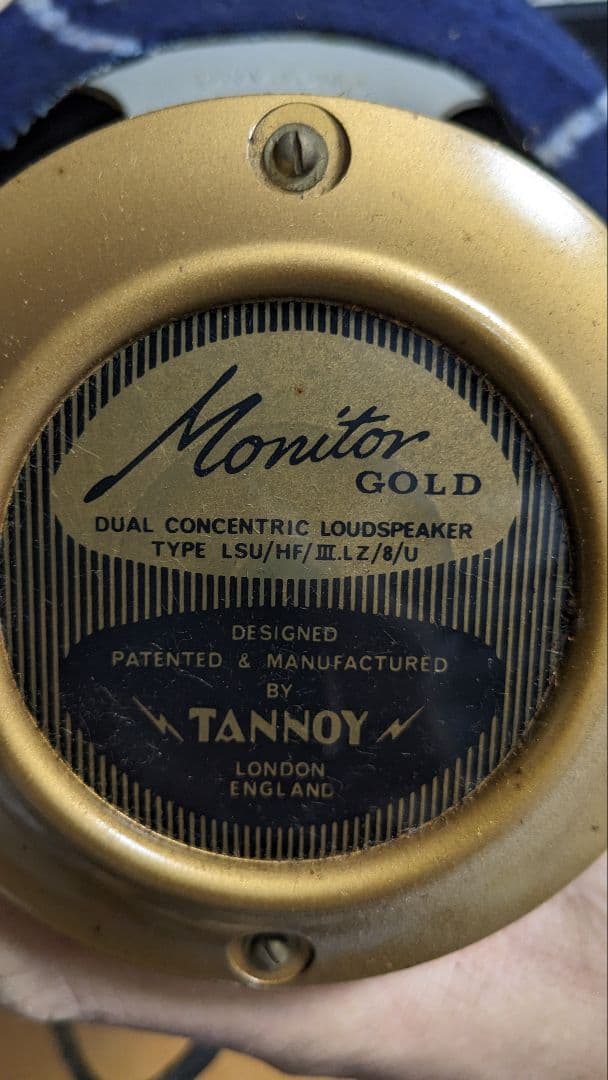 Monitor
GOLD
DUAL CONCENTRIC LOUDSPEAKER
TYPE LSU/HF/III.LZ/8/U
DESIGNED
PATENTED & MANUFACTURED
BY
TANNOY
LONDON
ENGLAND